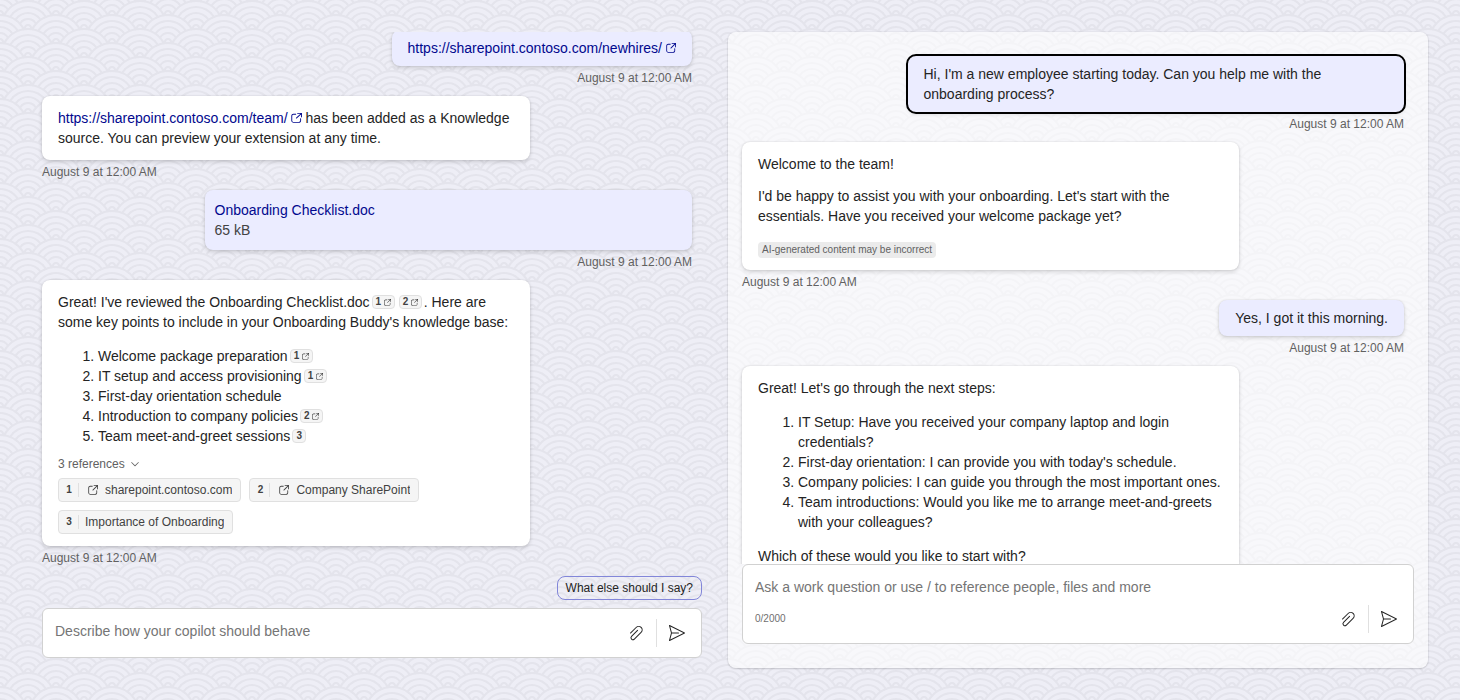 https://sharepoint.contoso.com/newhires/
August 9 at 12:00 AM
https://sharepoint.contoso.com/team/ has been added as a Knowledge
source. You can preview your extension at any time.
August 9 at 12:00 AM
Onboarding Checklist.doc
65 kB
August 9 at 12:00 AM
Great! I've reviewed the Onboarding Checklist.doc 1 2 . Here are
some key points to include in your Onboarding Buddy's knowledge base:
1. Welcome package preparation 1
2. IT setup and access provisioning 1
3. First-day orientation schedule
4. Introduction to company policies 2
5. Team meet-and-greet sessions 3
3 references
1 sharepoint.contoso.com 2 Company SharePoint
3 Importance of Onboarding
August 9 at 12:00 AM
What else should I say?
Describe how your copilot should behave
Hi, I'm a new employee starting today. Can you help me with the
onboarding process?
August 9 at 12:00 AM
Welcome to the team!
I'd be happy to assist you with your onboarding. Let's start with the
essentials. Have you received your welcome package yet?
AI-generated content may be incorrect
August 9 at 12:00 AM
Yes, I got it this morning.
August 9 at 12:00 AM
Great! Let's go through the next steps:
1. IT Setup: Have you received your company laptop and login
credentials?
2. First-day orientation: I can provide you with today's schedule.
3. Company policies: I can guide you through the most important ones.
4. Team introductions: Would you like me to arrange meet-and-greets
with your colleagues?
Which of these would you like to start with?
Ask a work question or use / to reference people, files and more
0/2000